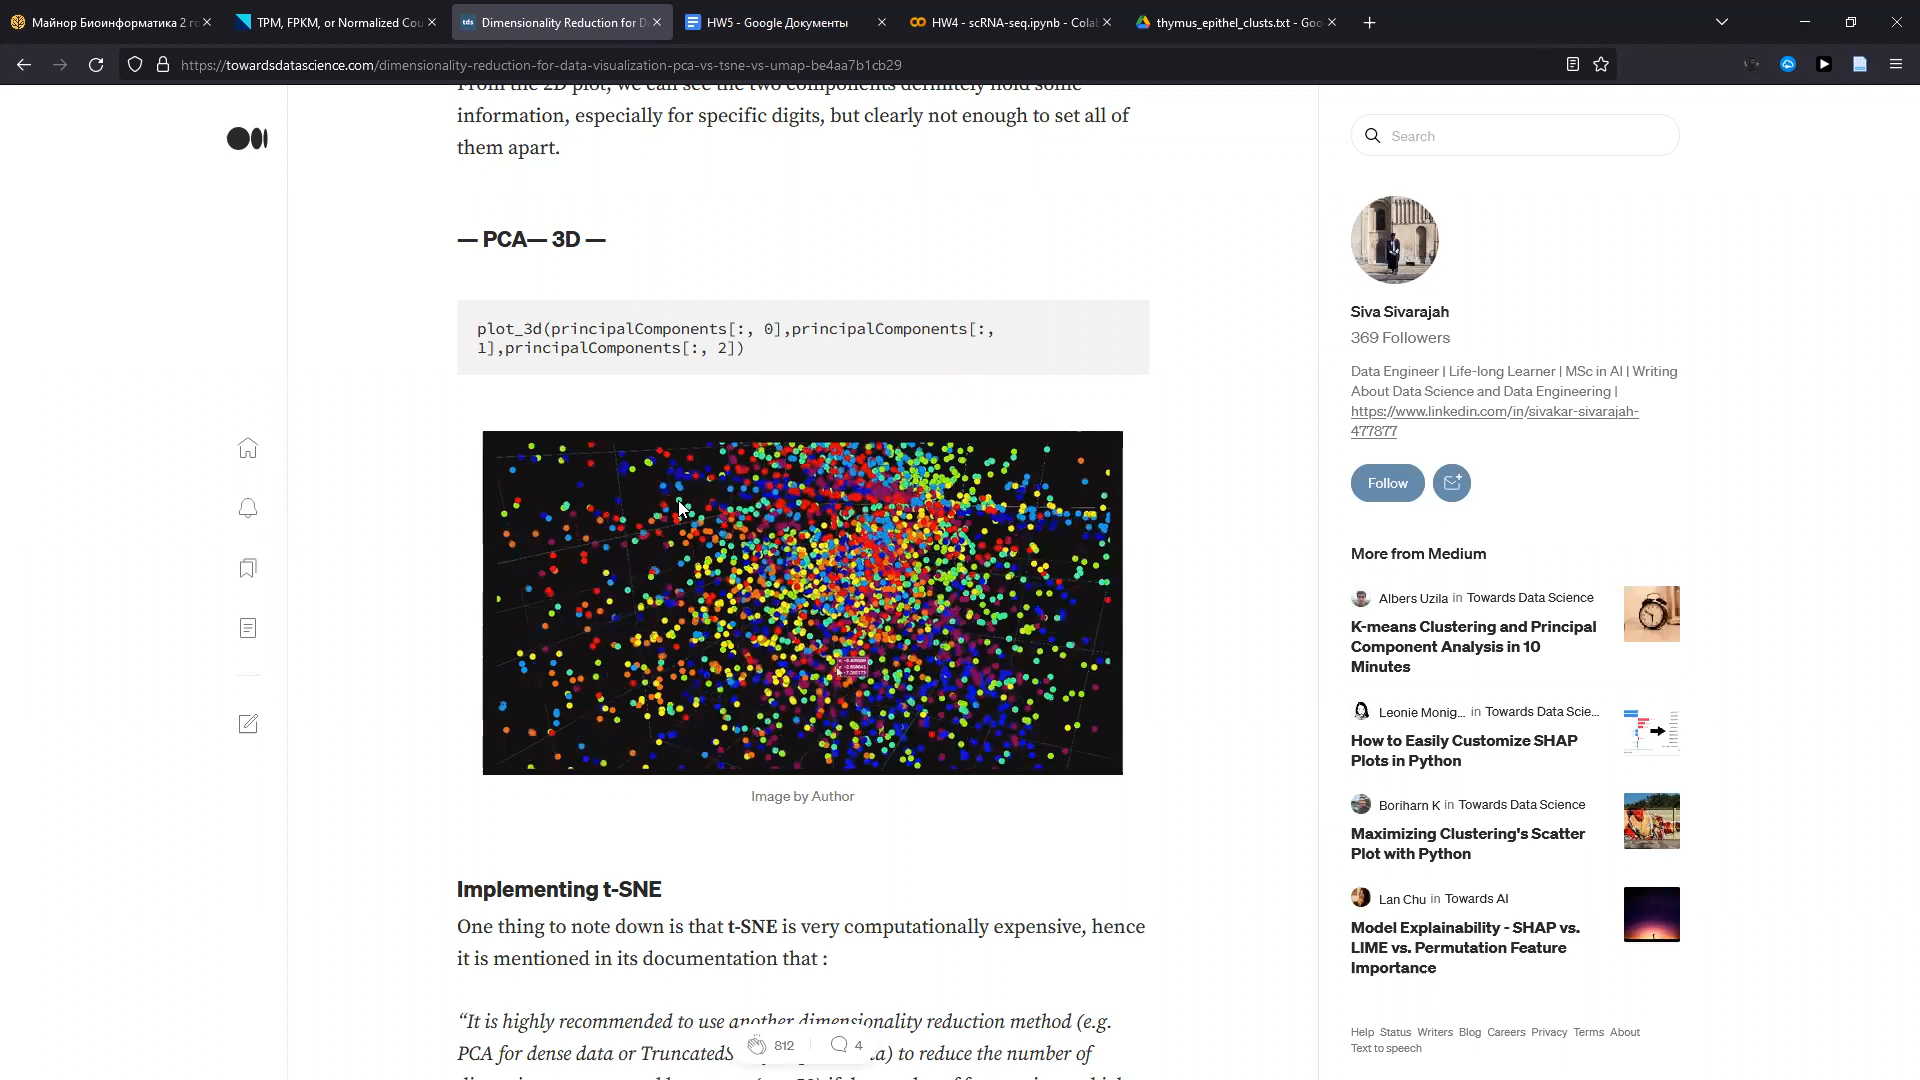 Майнор Биоинформатика 2 го
TPM, FPKM, or Normalized Cou
tds Dimensionality Reduction for D
HW5 - Google Документы
HW4 - scRNA-seq.ipynb - Colab
thymus_epithel_clusts.txt - Goo
https://towardsdatascience.com/dimensionality-reduction-for-data-visualization-pca-vs-tsne-vs-umap-be4aa7b1cb29
From the 2D plot, we can see the two components definitely hold some
information, especially for specific digits, but clearly not enough to set all of
them apart.
— PCA— 3D —
plot_3d(principalComponents[:, 0],principalComponents[:,
1],principalComponents[:, 2])
Image by Author
Implementing t-SNE
One thing to note down is that t-SNE is very computationally expensive, hence
it is mentioned in its documentation that :
“It is highly recommended to use another dimensionality reduction method (e.g.
PCA for dense data or TruncatedS a) to reduce the number of
812
4
Search
Siva Sivarajah
369 Followers
Data Engineer | Life-long Learner | MSc in AI | Writing
About Data Science and Data Engineering |
https://www.linkedin.com/in/sivakar-sivarajah-
477877
Follow
More from Medium
Albers Uzila in Towards Data Science
K-means Clustering and Principal
Component Analysis in 10
Minutes
Leonie Monig... in Towards Data Scie...
How to Easily Customize SHAP
Plots in Python
Boriharn K in Towards Data Science
Maximizing Clustering's Scatter
Plot with Python
Lan Chu in Towards AI
Model Explainability - SHAP vs.
LIME vs. Permutation Feature
Importance
Help Status Writers Blog Careers Privacy Terms About
Text to speech